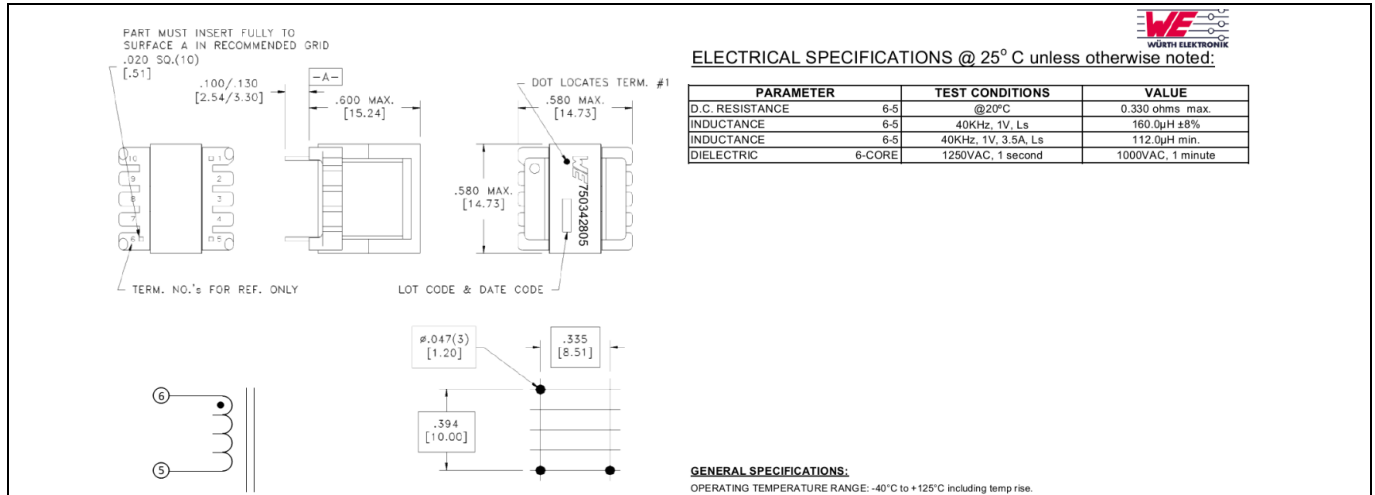 PART MUST INSERT FULLY TO
SURFACE A IN RECOMMENDED GRID
.020 SQ.(10)
[.51]
.100/.130
[2.54/3.30]
-A-
.600 MAX.
[15.24]
DOT LOCATES TERM. #1
.580 MAX.
[14.73]
10 1
9 2
8 3
7 4
6 5
.580 MAX.
[14.73]
WE 750342805
TERM. NO.'s FOR REF. ONLY
LOT CODE & DATE CODE
ø.047(3)
[1.20]
.335
[8.51]
.394
[10.00]
6
5
WE
WÜRTH ELEKTRONIK
ELECTRICAL SPECIFICATIONS @ 25° C unless otherwise noted:
PARAMETER TEST CONDITIONS VALUE
D.C. RESISTANCE 6-5 @20ºC 0.330 ohms max.
INDUCTANCE 6-5 40KHz, 1V, Ls 160.0µH ±8%
INDUCTANCE 6-5 40KHz, 1V, 3.5A, Ls 112.0µH min.
DIELECTRIC 6-CORE 1250VAC, 1 second 1000VAC, 1 minute
GENERAL SPECIFICATIONS:
OPERATING TEMPERATURE RANGE: -40°C to +125°C including temp rise.